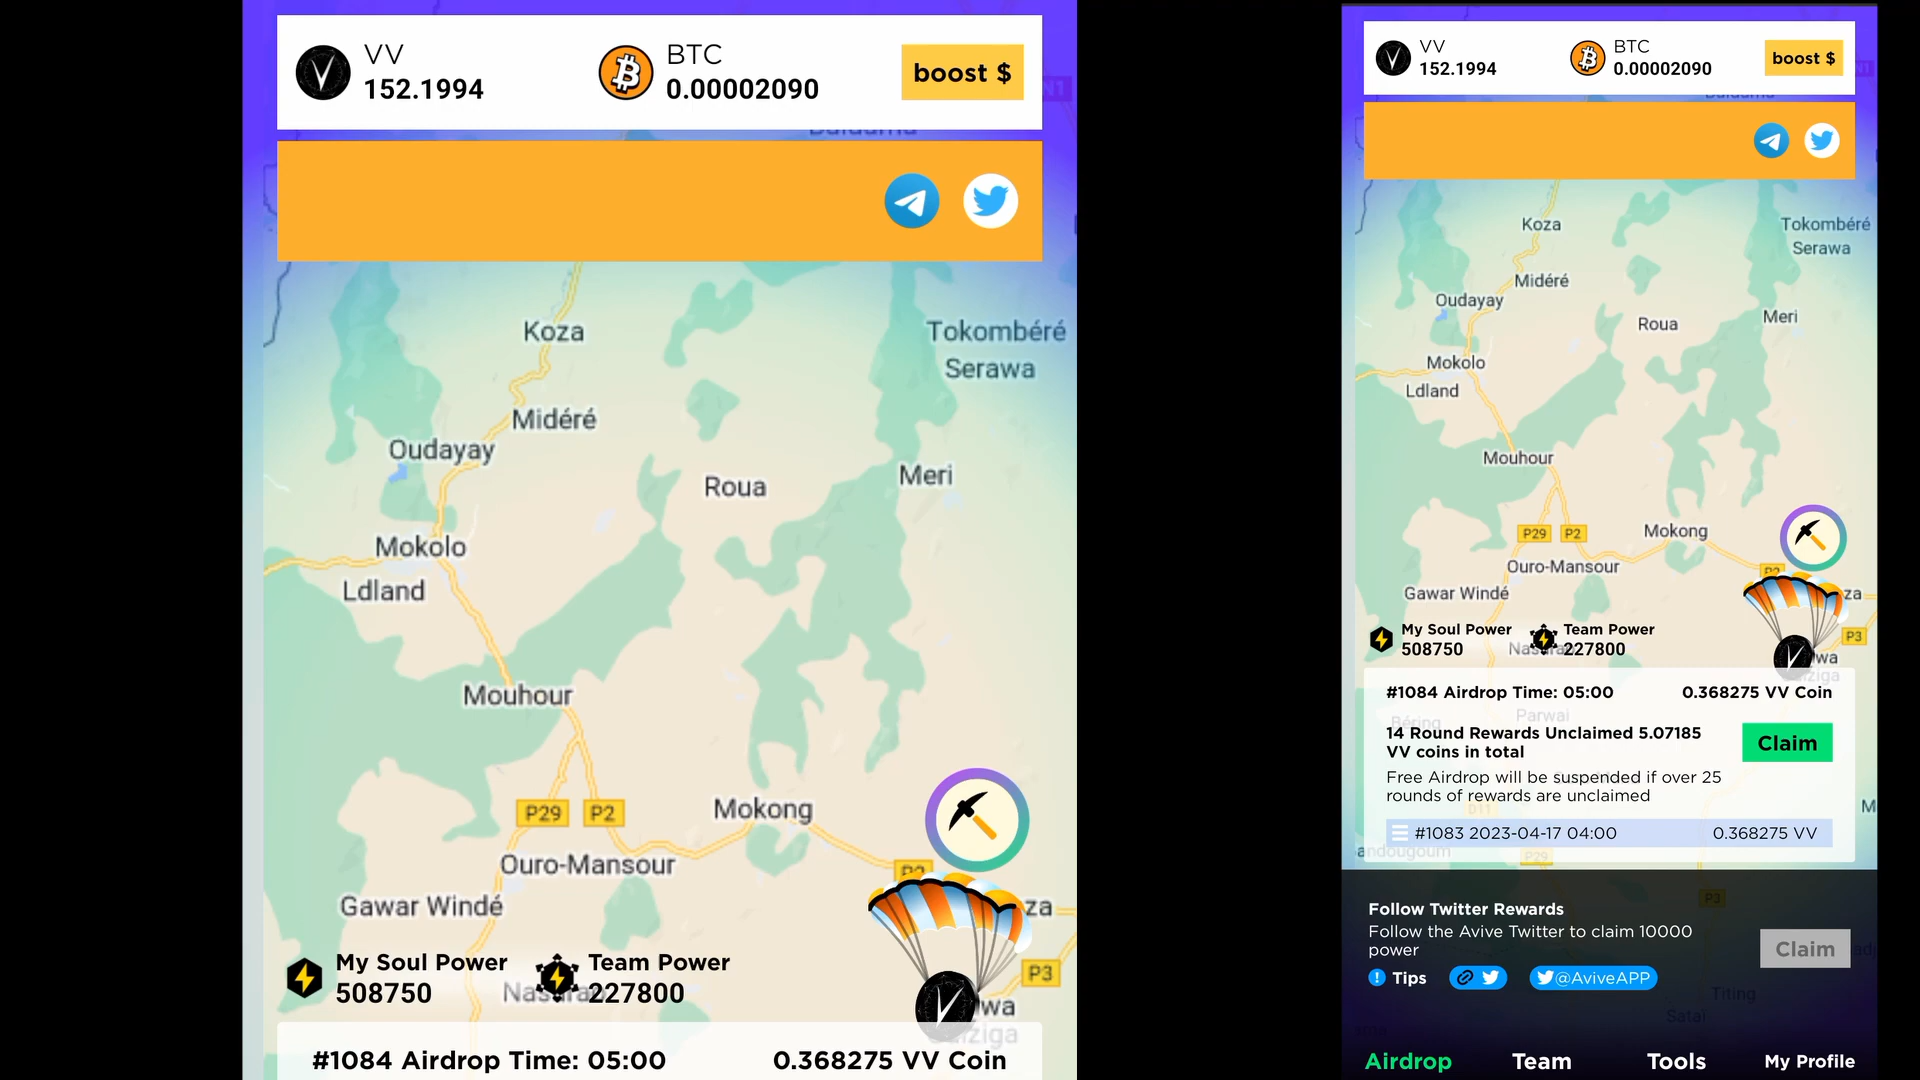 VV
152.1994
BTC
0.00002090
boost $
Koza
Tokombéré
Serawa
Midéré
Oudayay
Roua
Meri
Mokolo
Ldland
Mouhour
P29
P2
Mokong
Ouro-Mansour
Gawar Windé
za
My Soul Power
508750
Team Power
227800
P3
wa
#1084 Airdrop Time: 05:00
0.368275 VV Coin
VV
152.1994
BTC
0.00002090
boost $
Koza
Tokombéré
Serawa
Midéré
Oudayay
Roua
Meri
Mokolo
Ldland
Mouhour
P29
P2
Mokong
Ouro-Mansour
Gawar Windé
za
My Soul Power
508750
Team Power
227800
P3
wa
#1084 Airdrop Time: 05:00
0.368275 VV Coin
14 Round Rewards Unclaimed 5.07185
VV coins in total
Claim
Free Airdrop will be suspended if over 25
rounds of rewards are unclaimed
#1083 2023-04-17 04:00
0.368275 VV
Follow Twitter Rewards
Follow the Avive Twitter to claim 10000
power
Claim
Tips
@AviveAPP
Airdrop
Team
Tools
My Profile